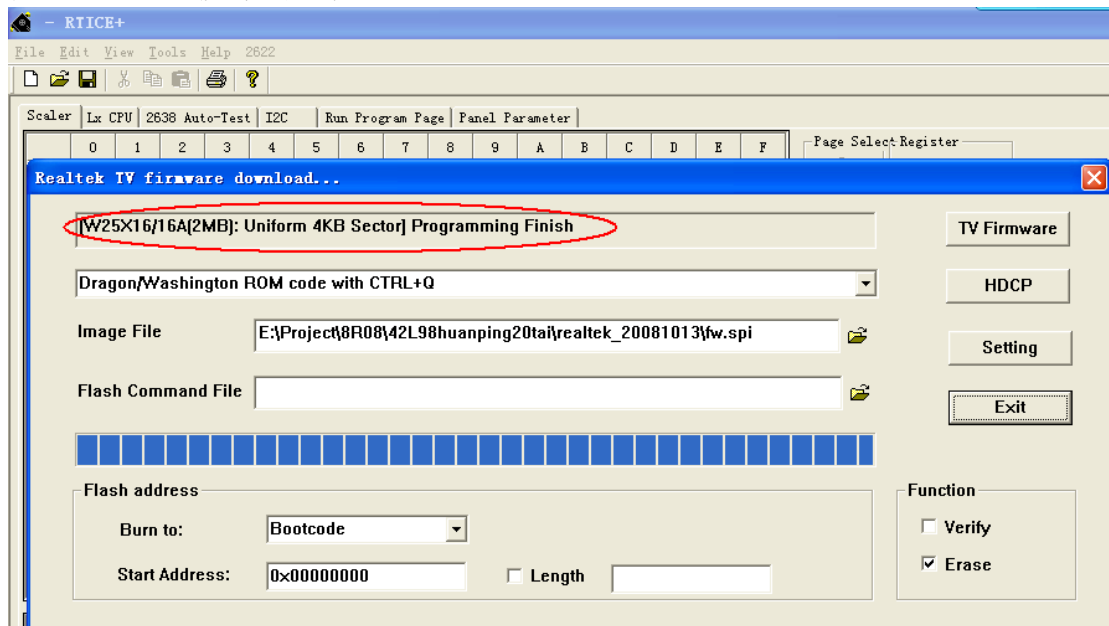 - RTICE+
File Edit View Tools Help 2622
Scaler Lx CPU 2638 Auto-Test I2C Run Program Page Panel Parameter
0 1 2 3 4 5 6 7 8 9 A B C D E F Page Select Register
Realtek TV firmware download...
[W25X16/16A[2MB]: Uniform 4KB Sector] Programming Finish TV Firmware
Dragon/Washington ROM code with CTRL+Q HDCP
Image File E:\Project\8R08\42L98huanping20tai\realtek_20081013\fw.spi Setting
Flash Command File Exit
Flash address Function
Burn to: Bootcode Verify
Start Address: 0x00000000 Length Erase